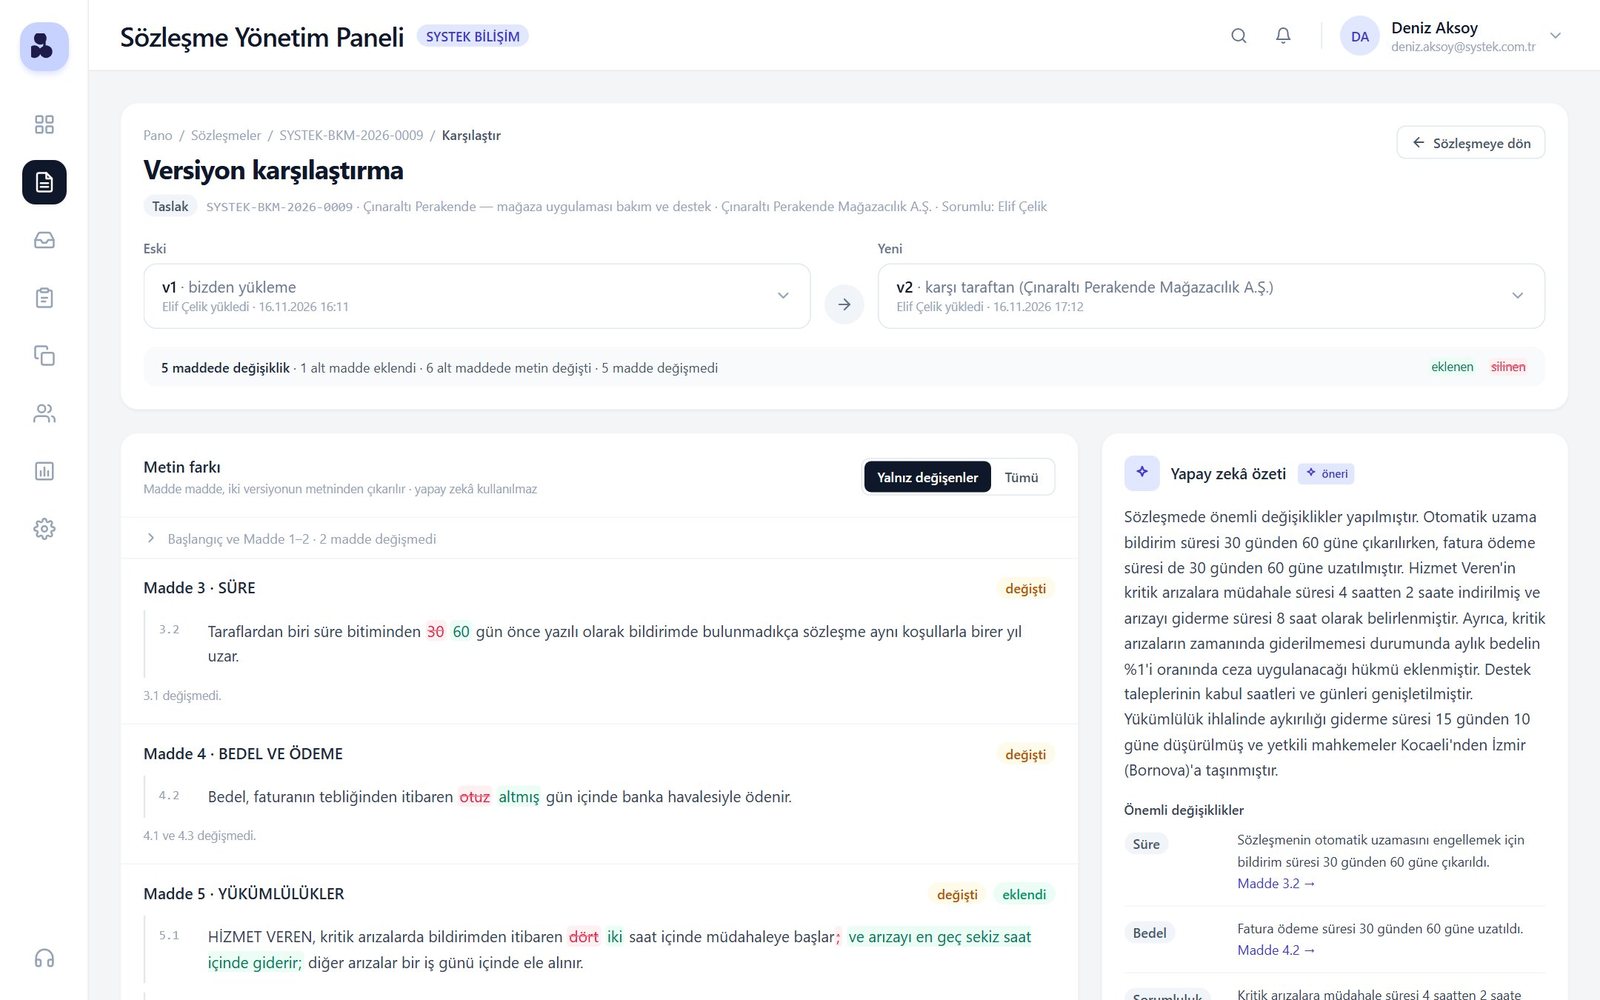 Sözleşme Yönetim Paneli
SYSTEK BİLİŞİM
DA
Deniz Aksoy
deniz.aksoy@systek.com.tr
Pano / Sözleşmeler / SYSTEK-BKM-2026-0009 / Karşılaştır
Sözleşmeye dön
Versiyon karşılaştırma
Taslak SYSTEK-BKM-2026-0009 · Çınaraltı Perakende — mağaza uygulaması bakım ve destek · Çınaraltı Perakende Mağazacılık A.Ş. · Sorumlu: Elif Çelik
Eski
v1 · bizden yükleme
Elif Çelik yükledi · 16.11.2026 16:11
Yeni
v2 · karşı taraftan (Çınaraltı Perakende Mağazacılık A.Ş.)
Elif Çelik yükledi · 16.11.2026 17:12
5 maddede değişiklik · 1 alt madde eklendi · 6 alt maddede metin değişti · 5 madde değişmedi
eklenen silinen
Metin farkı
Madde madde, iki versiyonun metninden çıkarılır · yapay zekâ kullanılmaz
Yalnız değişenler Tümü
Başlangıç ve Madde 1–2 · 2 madde değişmedi
Madde 3 · SÜRE değişti
3.2 Taraflardan biri süre bitiminden 30 60 gün önce yazılı olarak bildirimde bulunmadıkça sözleşme aynı koşullarla birer yıl
uzar.
3.1 değişmedi.
Madde 4 · BEDEL VE ÖDEME değişti
4.2 Bedel, faturanın tebliğinden itibaren otuz altmış gün içinde banka havalesiyle ödenir.
4.1 ve 4.3 değişmedi.
Madde 5 · YÜKÜMLÜLÜKLER değişti eklendi
5.1 HİZMET VEREN, kritik arızalarda bildirimden itibaren dört iki saat içinde müdahaleye başlar; ve arızayı en geç sekiz saat
içinde giderir; diğer arızalar bir iş günü içinde ele alınır.
Yapay zekâ özeti öneri
Sözleşmede önemli değişiklikler yapılmıştır. Otomatik uzama
bildirim süresi 30 günden 60 güne çıkarılırken, fatura ödeme
süresi de 30 günden 60 güne uzatılmıştır. Hizmet Veren'in
kritik arızalara müdahale süresi 4 saatten 2 saate indirilmiş ve
arızayı giderme süresi 8 saat olarak belirlenmiştir. Ayrıca, kritik
arızaların zamanında giderilmemesi durumunda aylık bedelin
%1'i oranında ceza uygulanacağı hükmü eklenmiştir. Destek
taleplerinin kabul saatleri ve günleri genişletilmiştir.
Yükümlülük ihlalinde aykırılığı giderme süresi 15 günden 10
güne düşürülmüş ve yetkili mahkemeler Kocaeli'nden İzmir
(Bornova)'a taşınmıştır.
Önemli değişiklikler
Süre
Sözleşmenin otomatik uzamasını engellemek için
bildirim süresi 30 günden 60 güne çıkarıldı.
Madde 3.2 →
Bedel
Fatura ödeme süresi 30 günden 60 güne uzatıldı.
Madde 4.2 →
Sorumluluk
Kritik arızalara müdahale süresi 4 saatten 2 saate